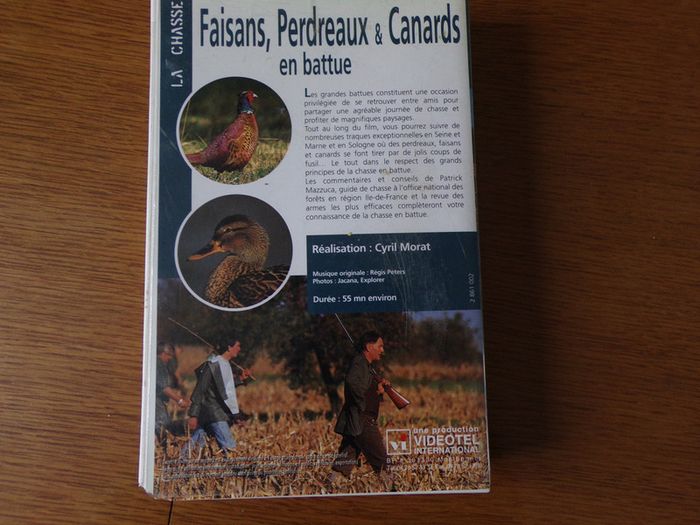 LA CHASSE
Faisans, Perdreaux & Canards
en battue
Les grandes battues constituent une occasion
privilégiée de se retrouver entre amis pour
partager une agréable journée de chasse et
profiter de magnifiques paysages.
Tout au long du film, vous pourrez suivre de
nombreuses traques exceptionnelles en Seine et
Marne et en Sologne où des perdreaux, faisans
et canards se font tirer par de jolis coups de
fusil... Le tout dans le respect des grands
principes de la chasse en battue.
Les commentaires et conseils de Patrick
Mazzuca, guide de chasse à l'office national des
forêts en région Ile-de-France et la revue des
armes les plus efficaces complèteront votre
connaissance de la chasse en battue.
Réalisation : Cyril Morat
Musique originale : Régis Peters
Photos : Jacana, Explorer
Durée : 55 mn environ
2 861 002
une production
VIDÉOTEL
INTERNATIONAL